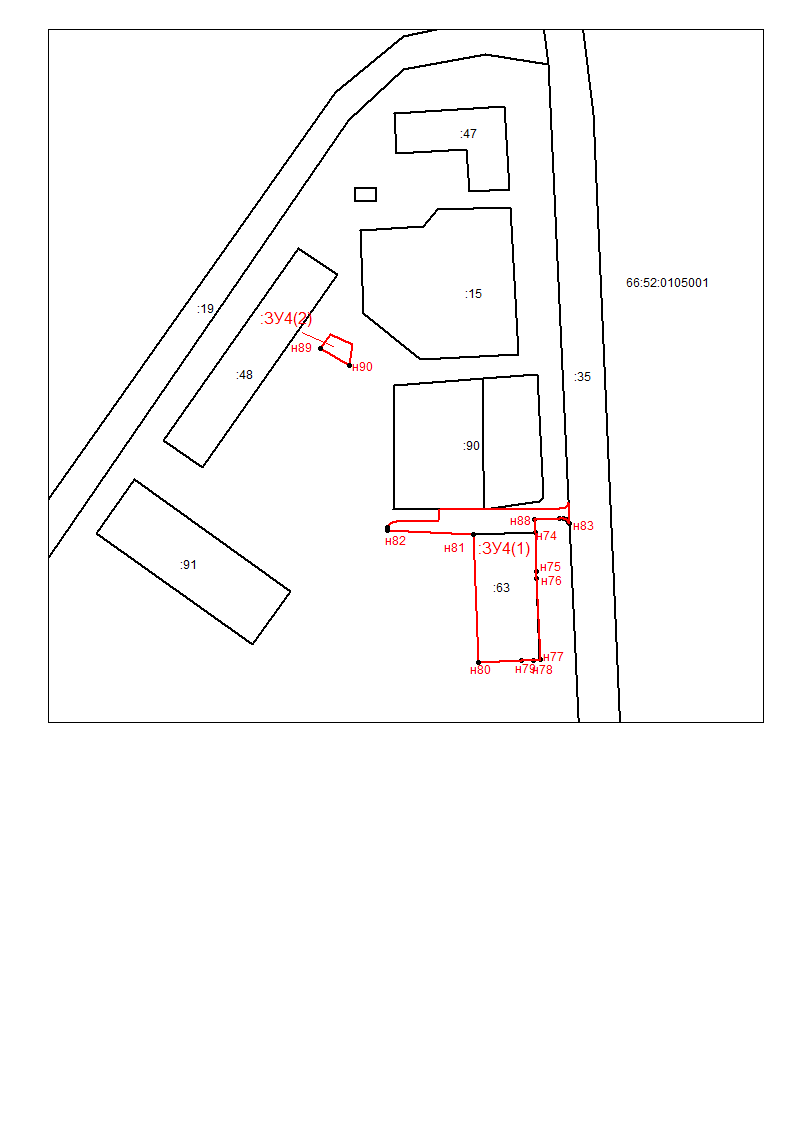 :47
66:52:0105001
:15
:19
:ЗУ4(2)
н89
н90
:48
:35
:90
н88
н83
н82
н81
н74
:ЗУ4(1)
:91
н75
н76
:63
н77
н80
н79
н78